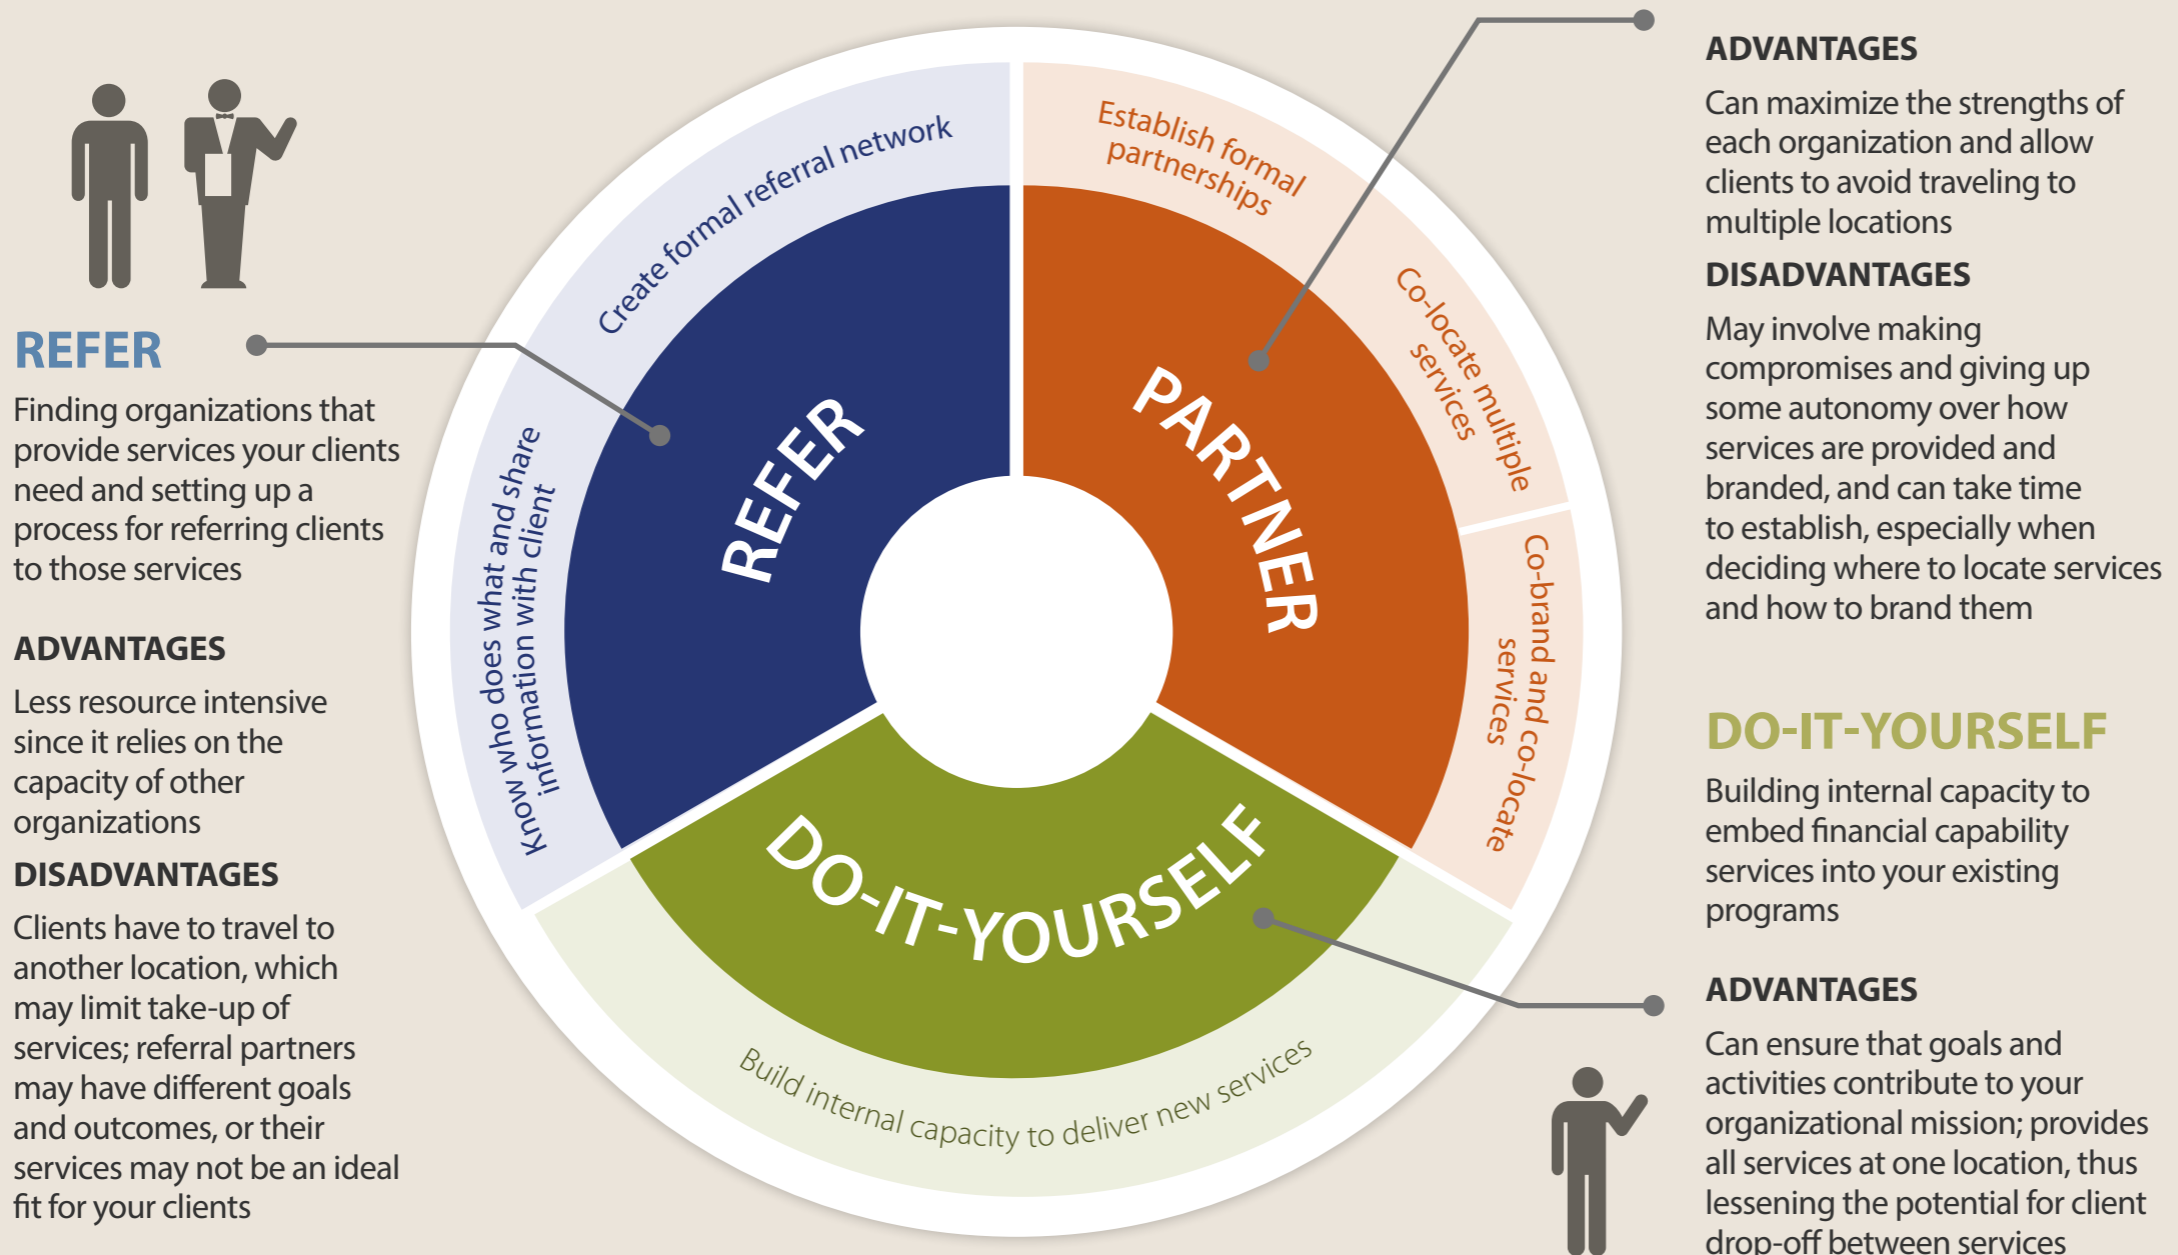 REFER
Finding organizations that
provide services your clients
need and setting up a
process for referring clients
to those services
ADVANTAGES
Less resource intensive
since it relies on the
capacity of other
organizations
DISADVANTAGES
Clients have to travel to
another location, which
may limit take-up of
services; referral partners
may have different goals
and outcomes, or their
services may not be an ideal
fit for your clients
Create formal referral network
Know who does what and share
information with client
REFER
Establish formal
partnerships
Co-locate multiple
services
Co-brand and co-locate
services
PARTNER
DO-IT-YOURSELF
Build internal capacity to deliver new services
ADVANTAGES
Can maximize the strengths of
each organization and allow
clients to avoid traveling to
multiple locations
DISADVANTAGES
May involve making
compromises and giving up
some autonomy over how
services are provided and
branded, and can take time
to establish, especially when
deciding where to locate services
and how to brand them
DO-IT-YOURSELF
Building internal capacity to
embed financial capability
services into your existing
programs
ADVANTAGES
Can ensure that goals and
activities contribute to your
organizational mission; provides
all services at one location, thus
lessening the potential for client
drop-off between services